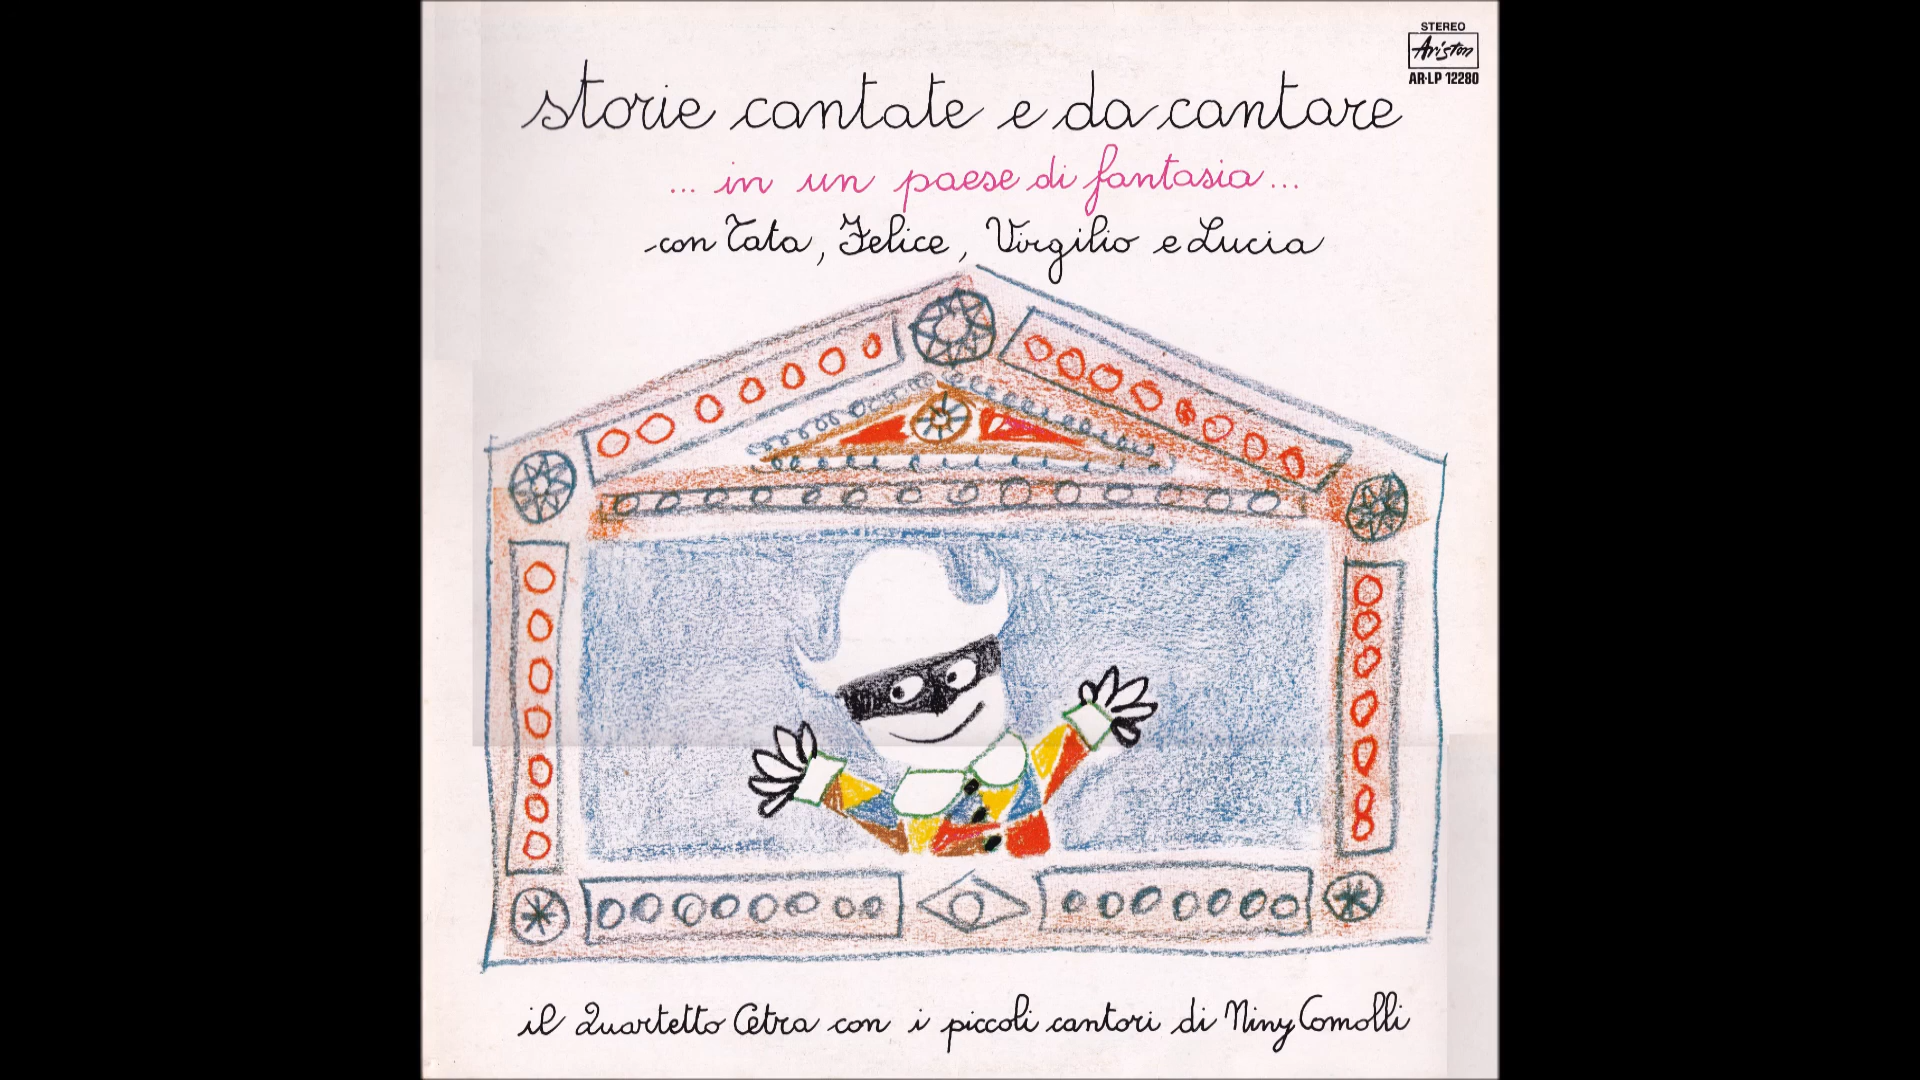 STEREO
Ariston
AR-LP 12280
storie cantate e da cantare
... in un paese di fantasia...
con Tata, Felice, Virgilio e Lucia
il Quartetto Cetra con i piccoli cantori di Niny Comolli